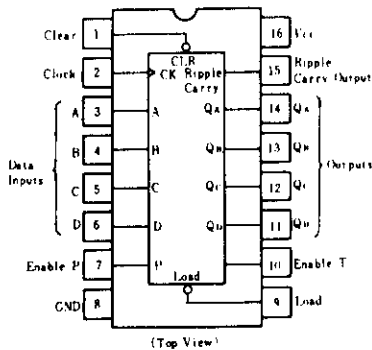 Clear 1 16 Vcc
CLR
Clock 2 CK Ripple Carry 15 Ripple Carry Output
A 3 A QA 14 QA
B 4 B QB 13 QB
Data Inputs
Outputs
C 5 C QC 12 QC
D 6 D QD 11 QD
Enable P 7 P 10 Enable T
Load
GND 8 9 Load
(Top View)